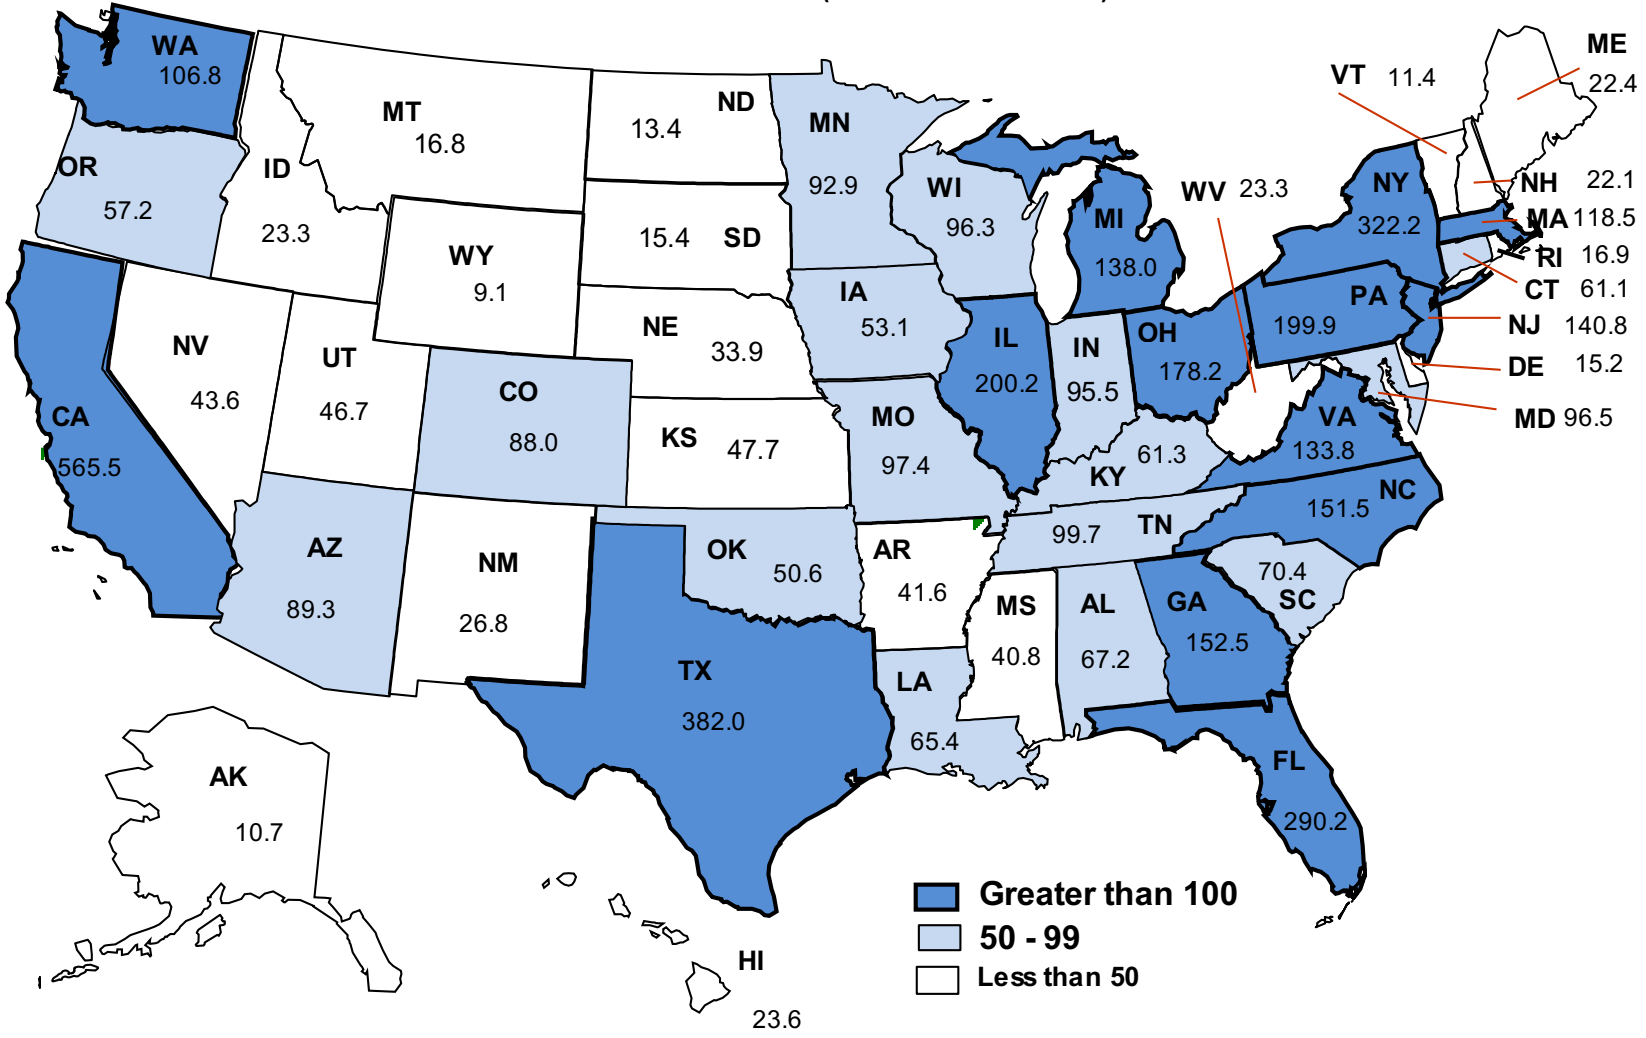 WA
106.8
OR
57.2
CA
565.5
ID
23.3
NV
43.6
MT
16.8
WY
9.1
UT
46.7
CO
88.0
AZ
89.3
NM
26.8
ND
13.4
15.4 SD
NE
33.9
KS 47.7
OK
50.6
TX
382.0
MN
92.9
IA
53.1
MO
97.4
AR
41.6
LA
65.4
WI
96.3
IL
200.2
MI
138.0
IN
95.5
OH
178.2
61.3
KY
99.7 TN
MS
40.8
AL
67.2
GA
152.5
FL
290.2
70.4
SC
NC
151.5
VA
133.8
WV 23.3
PA
199.9
NY
322.2
VT 11.4
ME
22.4
NH 22.1
MA 118.5
RI 16.9
CT 61.1
NJ 140.8
DE 15.2
MD 96.5
AK
10.7
HI
23.6
Greater than 100
50 - 99
Less than 50